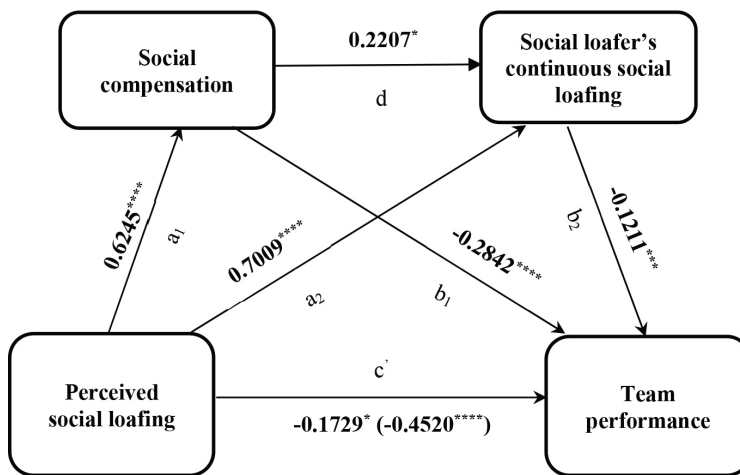 Social
compensation
0.2207*
d
Social loafer's
continuous social
loafing
0.6245****
a₁
0.7009****
a₂
-0.2842****
b₁
-0.1211***
b₂
Perceived
social loafing
c'
-0.1729* (-0.4520****)
Team
performance